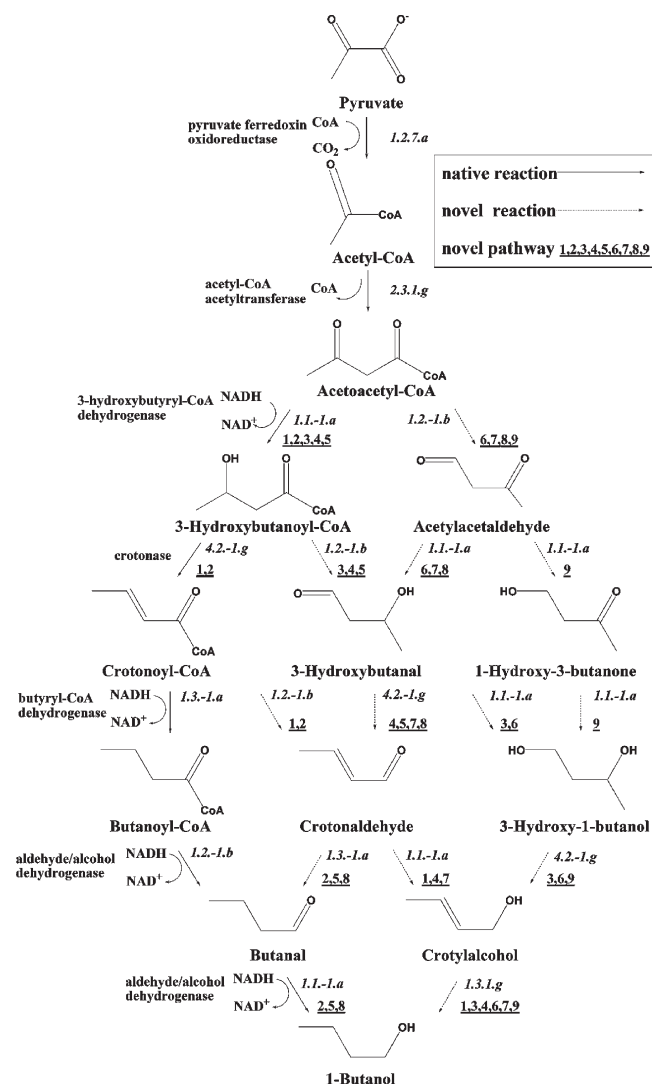 O
O-
O
Pyruvate
pyruvate ferredoxin
oxidoreductase
CoA
CO2
1.2.7.a
native reaction
novel reaction
novel pathway 1,2,3,4,5,6,7,8,9
O
CoA
Acetyl-CoA
acetyl-CoA
acetyltransferase
CoA
2.3.1.g
O
O
CoA
Acetoacetyl-CoA
3-hydroxybutyryl-CoA
dehydrogenase
NADH
NAD+
1.1.-1.a
1,2,3,4,5
1.2.-1.b
6,7,8,9
OH
O
CoA
3-Hydroxybutanoyl-CoA
O
O
Acetylacetaldehyde
crotonase
4.2.-1.g
1,2
1.2.-1.b
3,4,5
1.1.-1.a
6,7,8
1.1.-1.a
9
O
CoA
Crotonoyl-CoA
O
OH
3-Hydroxybutanal
HO
O
1-Hydroxy-3-butanone
butyryl-CoA
dehydrogenase
NADH
NAD+
1.3.-1.a
1.2.-1.b
1,2
4.2.-1.g
4,5,7,8
1.1.-1.a
3,6
1.1.-1.a
9
O
CoA
Butanoyl-CoA
O
Crotonaldehyde
HO
OH
3-Hydroxy-1-butanol
aldehyde/alcohol
dehydrogenase
NADH
NAD+
1.2.-1.b
1.3.-1.a
2,5,8
1.1.-1.a
1,4,7
4.2.-1.g
3,6,9
O
Butanal
OH
Crotylalcohol
aldehyde/alcohol
dehydrogenase
NADH
NAD+
1.1.-1.a
2,5,8
1.3.1.g
1,3,4,6,7,9
OH
1-Butanol